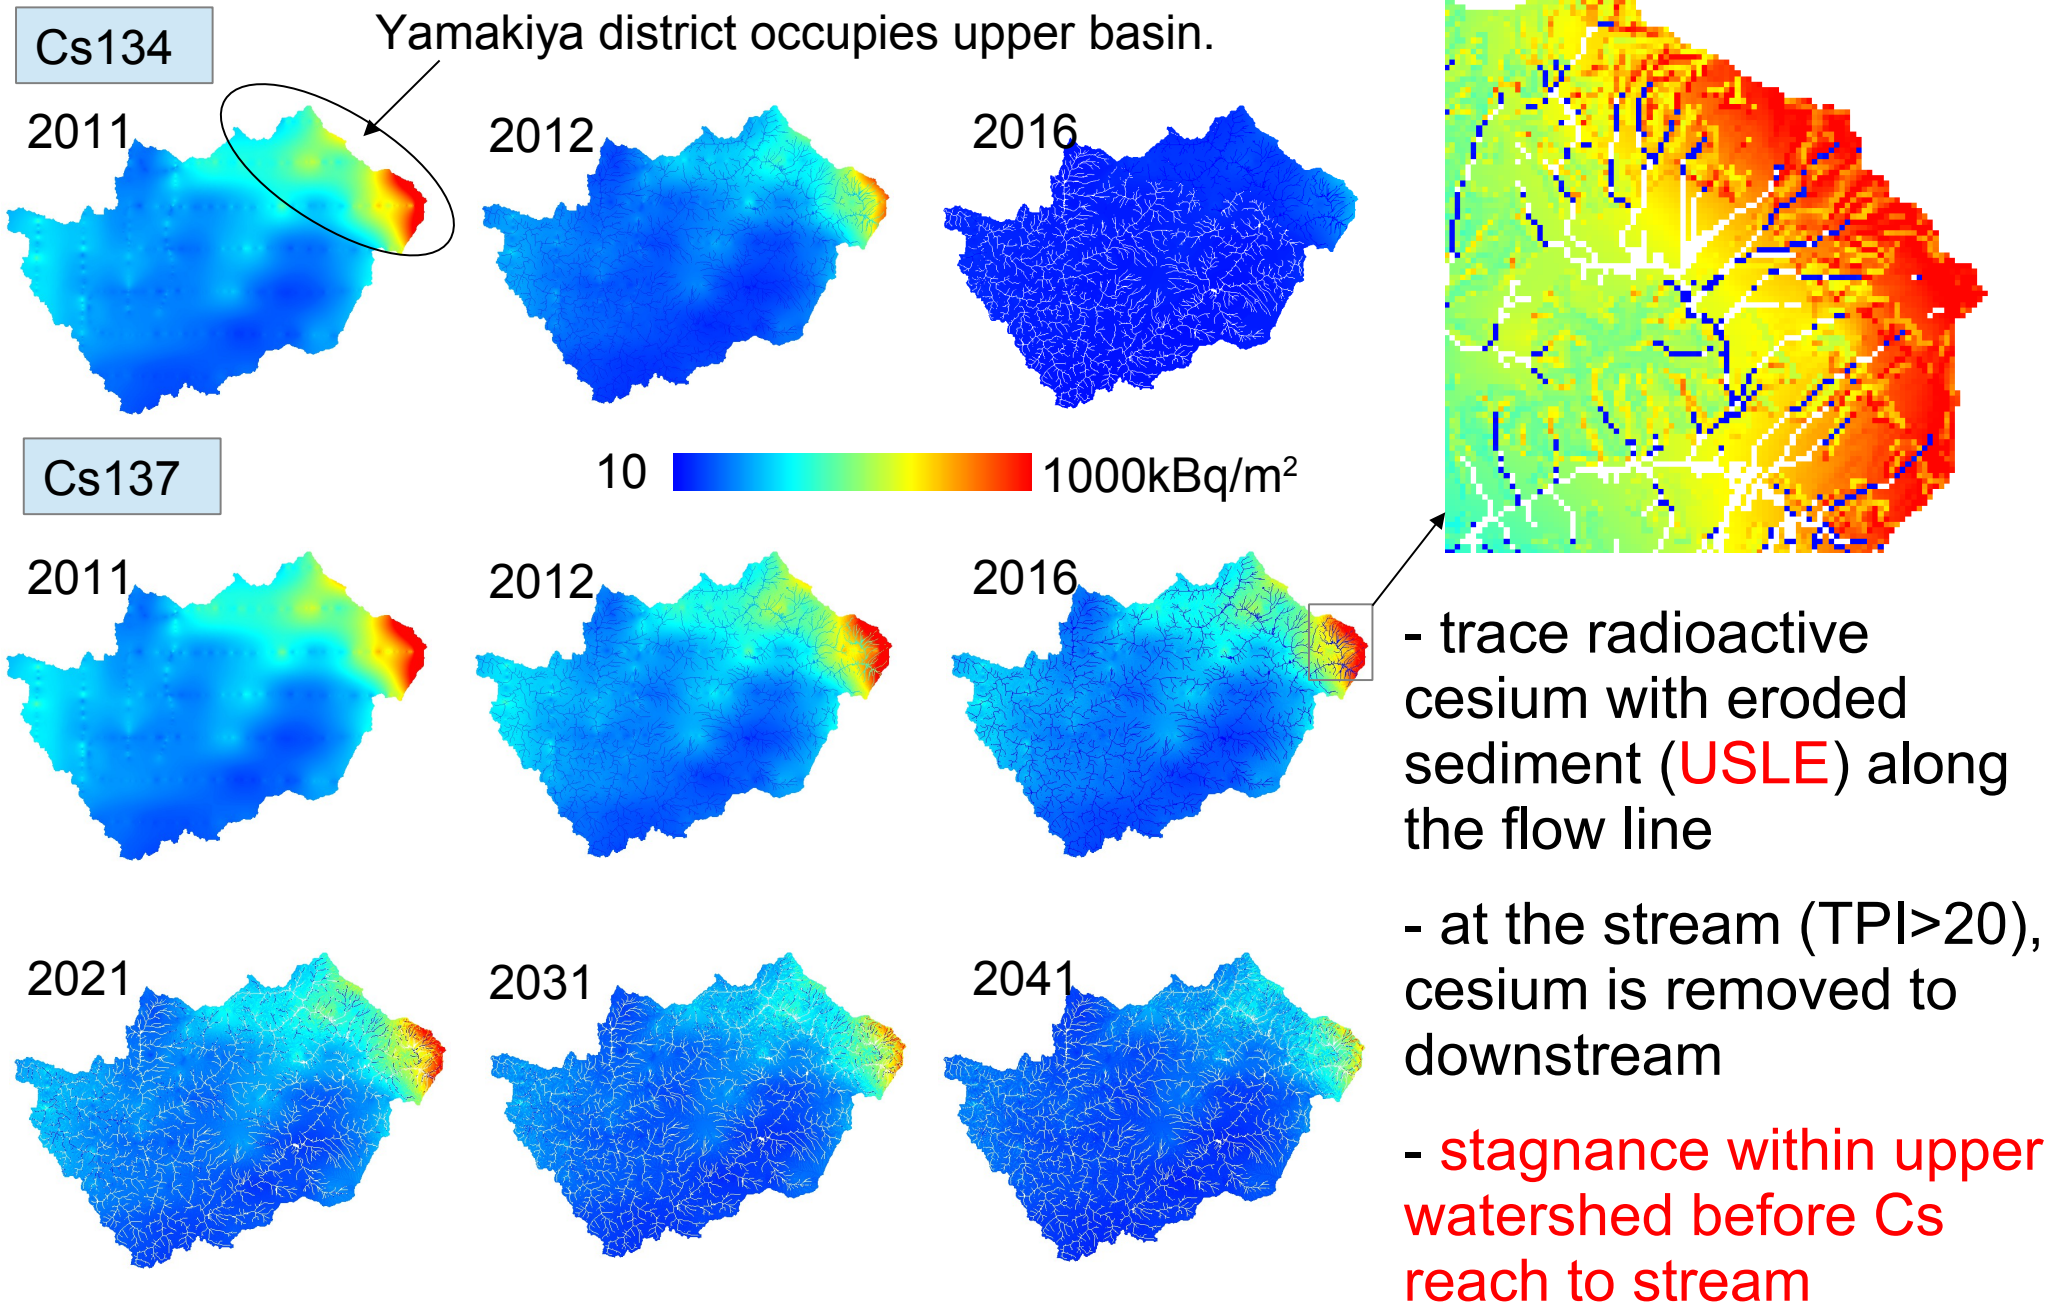 Cs134
Yamakiya district occupies upper basin.
2011
2012
2016
10
1000kBq/m²
Cs137
2011
2012
2016
2021
2031
2041
- trace radioactive
cesium with eroded
sediment (USLE) along
the flow line
- at the stream (TPI>20),
cesium is removed to
downstream
- stagnance within upper
watershed before Cs
reach to stream